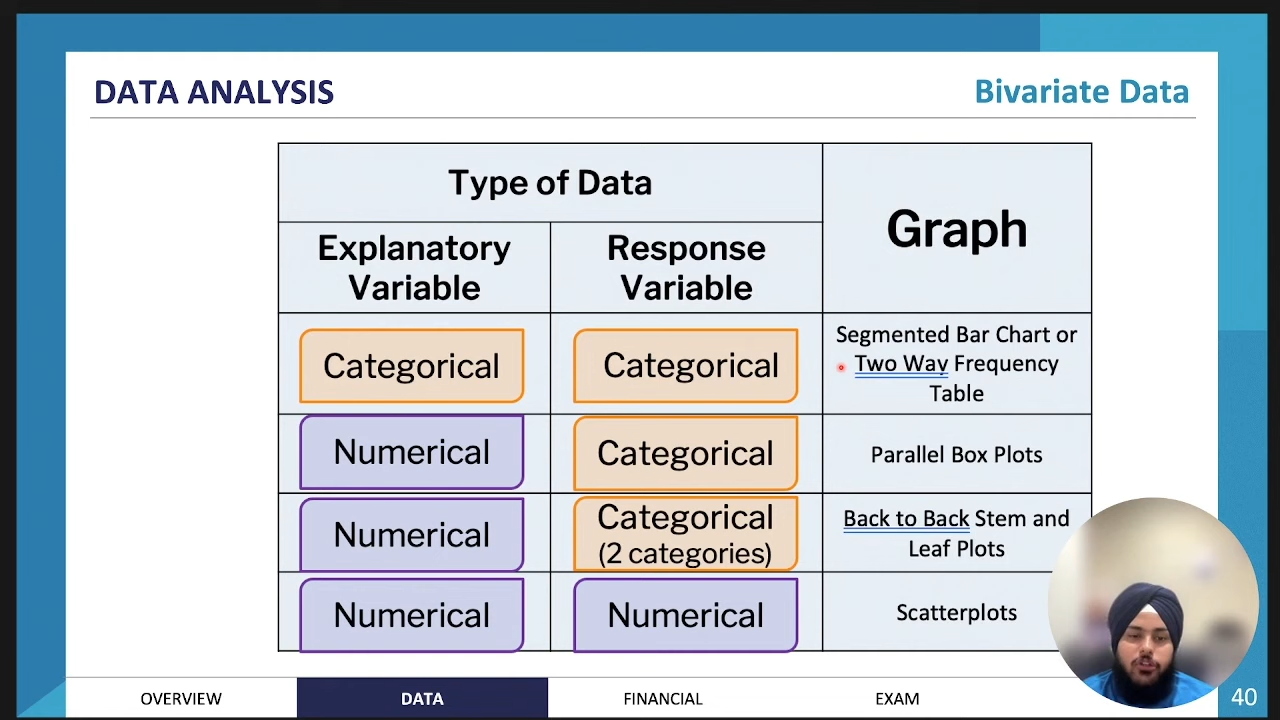 DATA ANALYSIS
Bivariate Data
Type of Data
Graph
Explanatory
Variable
Response
Variable
Categorical
Categorical
Segmented Bar Chart or
Two Way Frequency
Table
Numerical
Categorical
Parallel Box Plots
Numerical
Categorical
(2 categories)
Back to Back Stem and
Leaf Plots
Numerical
Numerical
Scatterplots
OVERVIEW
DATA
FINANCIAL
EXAM
40